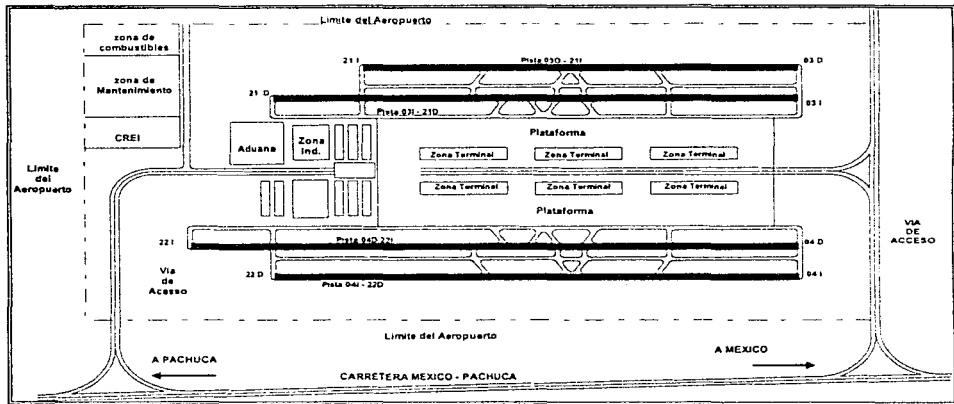 Limite del Aeropuerto
zona de
combustibles
zona de
Mantenimiento
CREI
Limite
del
Aeropuerto
21 I
Pista 03D - 21I
03 D
21 D
Pista 03I - 21D
03 I
Aduana
Zona
Ind.
Plataforma
Zona Terminal
Zona Terminal
Zona Terminal
Zona Terminal
Zona Terminal
Zona Terminal
Plataforma
22 I
Pista 04D-22I
04 D
22 D
Pista 04I - 22D
04 I
Via
de
Acceso
VIA
DE
ACCESO
Limite del Aeropuerto
A PACHUCA
A MEXICO
CARRETERA MEXICO - PACHUCA